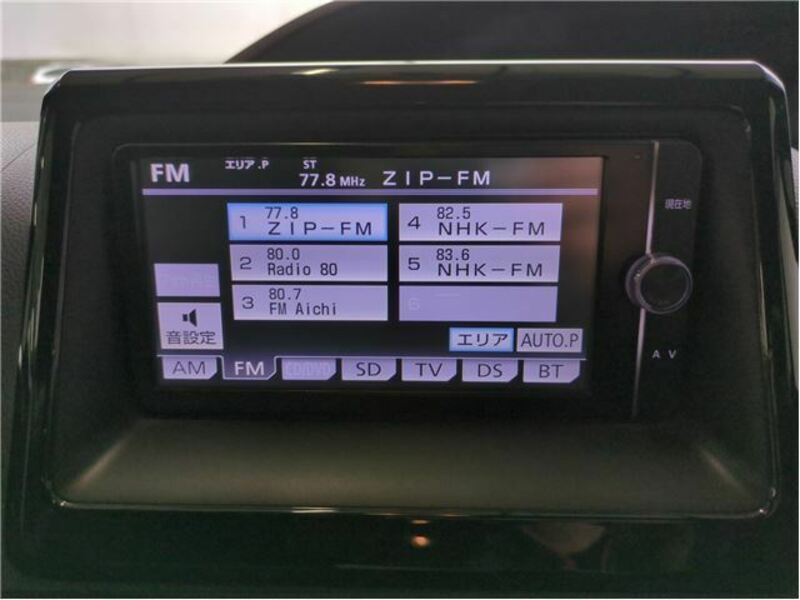 FM エリア.P ST 77.8 MHz ZIP-FM
現在地
1 77.8 ZIP-FM
4 82.5 NHK-FM
2 80.0 Radio 80
5 83.6 NHK-FM
3 80.7 FM Aichi
6
音設定
エリア AUTO.P
AM FM CD/DVD SD TV DS BT
AV